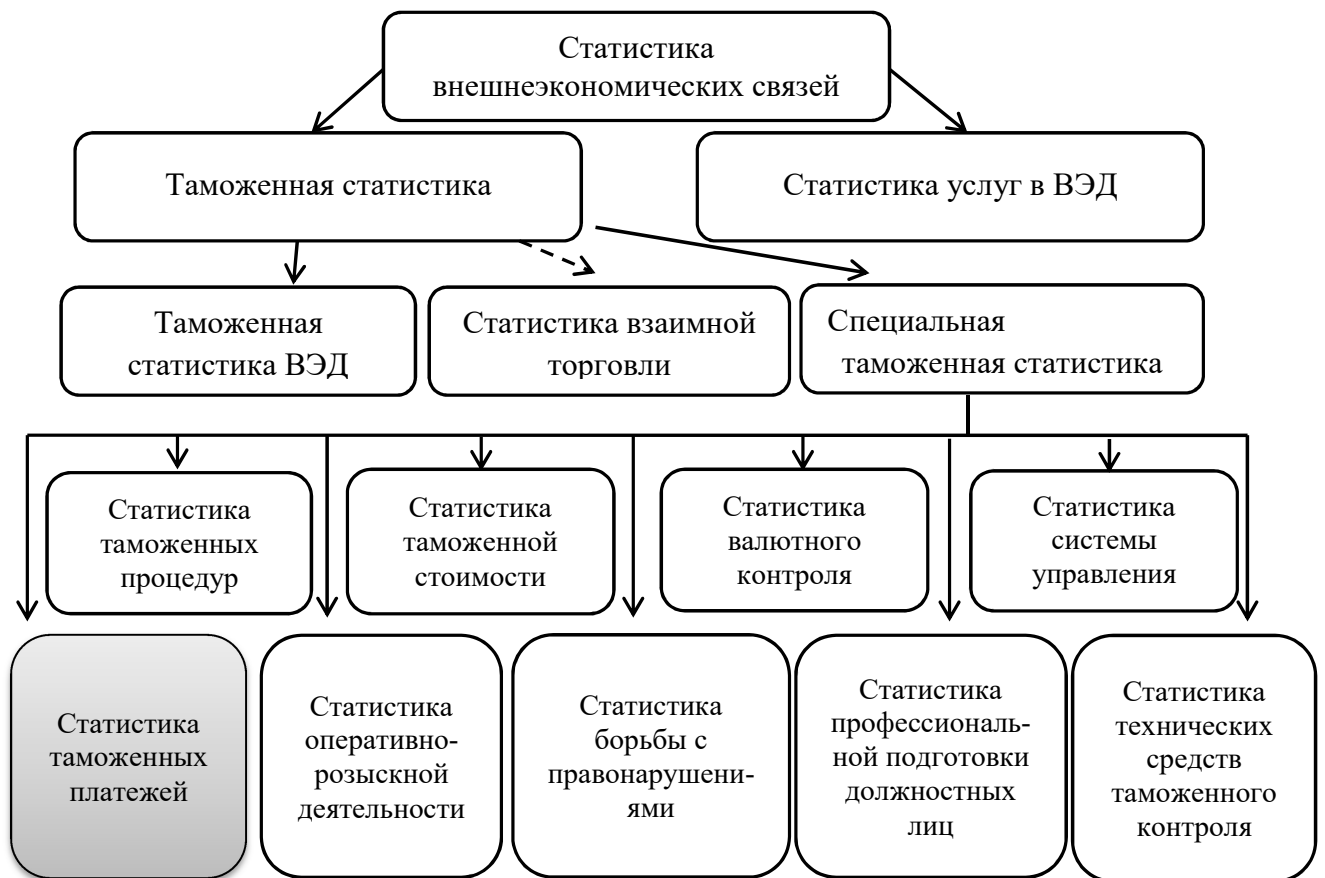 Статистика
внешнеэкономических связей
Таможенная статистика
Статистика услуг в ВЭД
Таможенная
статистика ВЭД
Статистика взаимной
торговли
Специальная
таможенная статистика
Статистика
таможенных
процедур
Статистика
таможенной
стоимости
Статистика
валютного
контроля
Статистика
системы
управления
Статистика
таможенных
платежей
Статистика
оперативно-
розыскной
деятельности
Статистика
борьбы с
правонарушени-
ями
Статистика
профессиональ-
ной подготовки
должностных
лиц
Статистика
технических
средств
таможенного
контроля